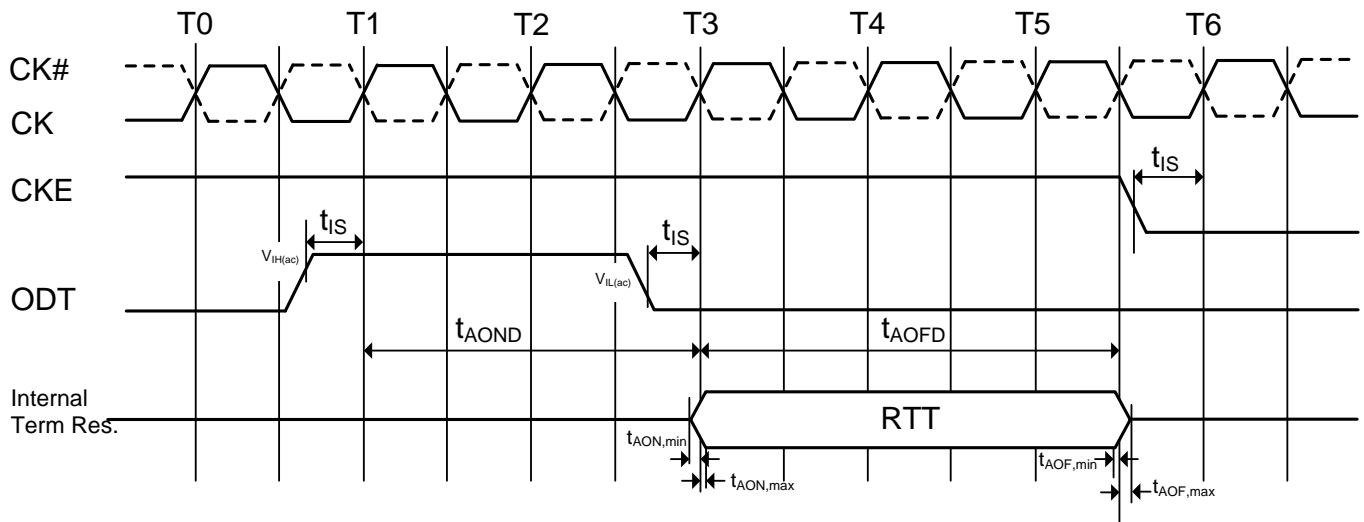 T0 T1 T2 T3 T4 T5 T6
CK#
CK
CKE
tIS
tIS
tIS
VIH(ac)
VIL(ac)
ODT
tAOND
tAOFD
Internal
Term Res.
RTT
tAON,min
tAOF,min
tAON,max
tAOF,max